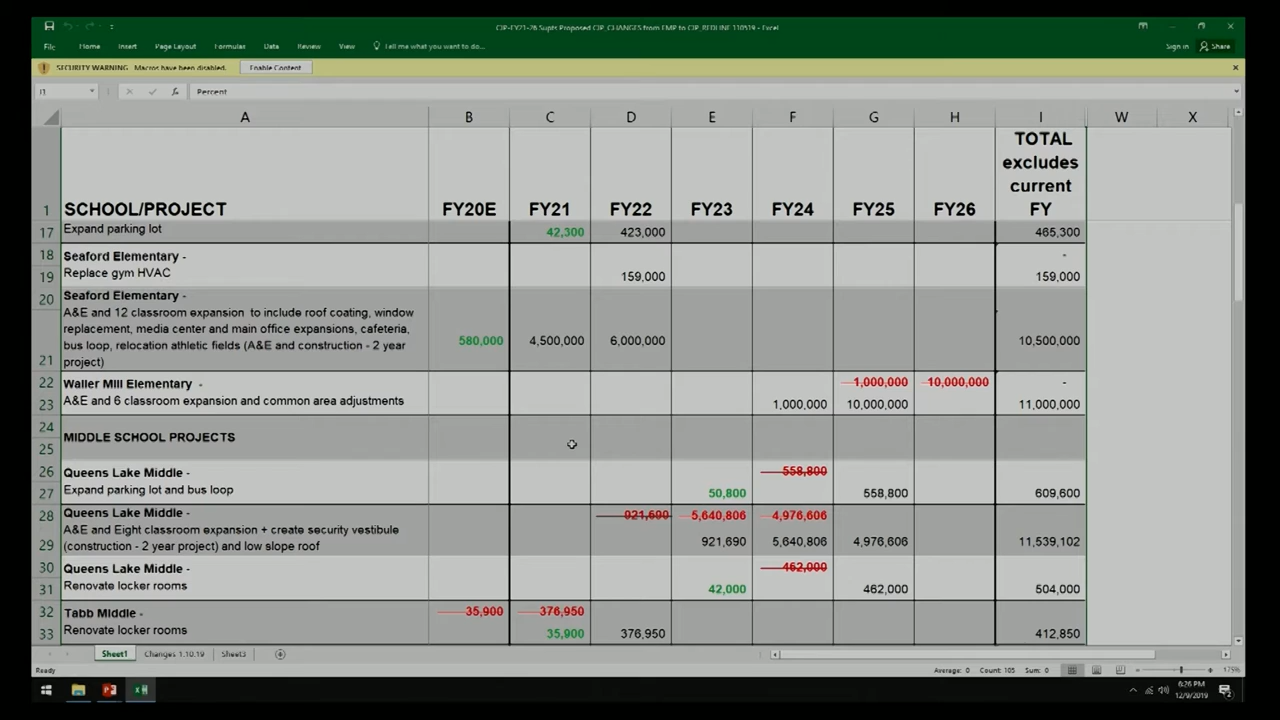 CIP-FY21-26 Supts Proposed CIP_CHANGES from EMP to CIP_REDLINE 110519 - Excel
File Home Insert Page Layout Formulas Data Review View Tell me what you want to do... Sign in Share
SECURITY WARNING Macros have been disabled. Enable Content
I1 fx Percent
A B C D E F G H I W X
TOTAL
excludes
current
1 SCHOOL/PROJECT FY20E FY21 FY22 FY23 FY24 FY25 FY26 FY
17 Expand parking lot 42,300 423,000 465,300
18 Seaford Elementary - -
19 Replace gym HVAC 159,000 159,000
20 Seaford Elementary -
A&E and 12 classroom expansion to include roof coating, window
replacement, media center and main office expansions, cafeteria,
bus loop, relocation athletic fields (A&E and construction - 2 year 580,000 4,500,000 6,000,000 10,500,000
21 project)
22 Waller Mill Elementary - 1,000,000 10,000,000 -
23 A&E and 6 classroom expansion and common area adjustments 1,000,000 10,000,000 11,000,000
24
25 MIDDLE SCHOOL PROJECTS
26 Queens Lake Middle - 558,800
27 Expand parking lot and bus loop 50,800 558,800 609,600
28 Queens Lake Middle - 921,690 5,640,806 4,976,606
A&E and Eight classroom expansion + create security vestibule
29 (construction - 2 year project) and low slope roof 921,690 5,640,806 4,976,606 11,539,102
30 Queens Lake Middle - 462,000
31 Renovate locker rooms 42,000 462,000 504,000
32 Tabb Middle - 35,900 376,950
33 Renovate locker rooms 35,900 376,950 412,850
Sheet1 Changes 1.10.19 Sheet3
Ready Average: 0 Count: 105 Sum: 0 175%
6:26 PM
12/9/2019